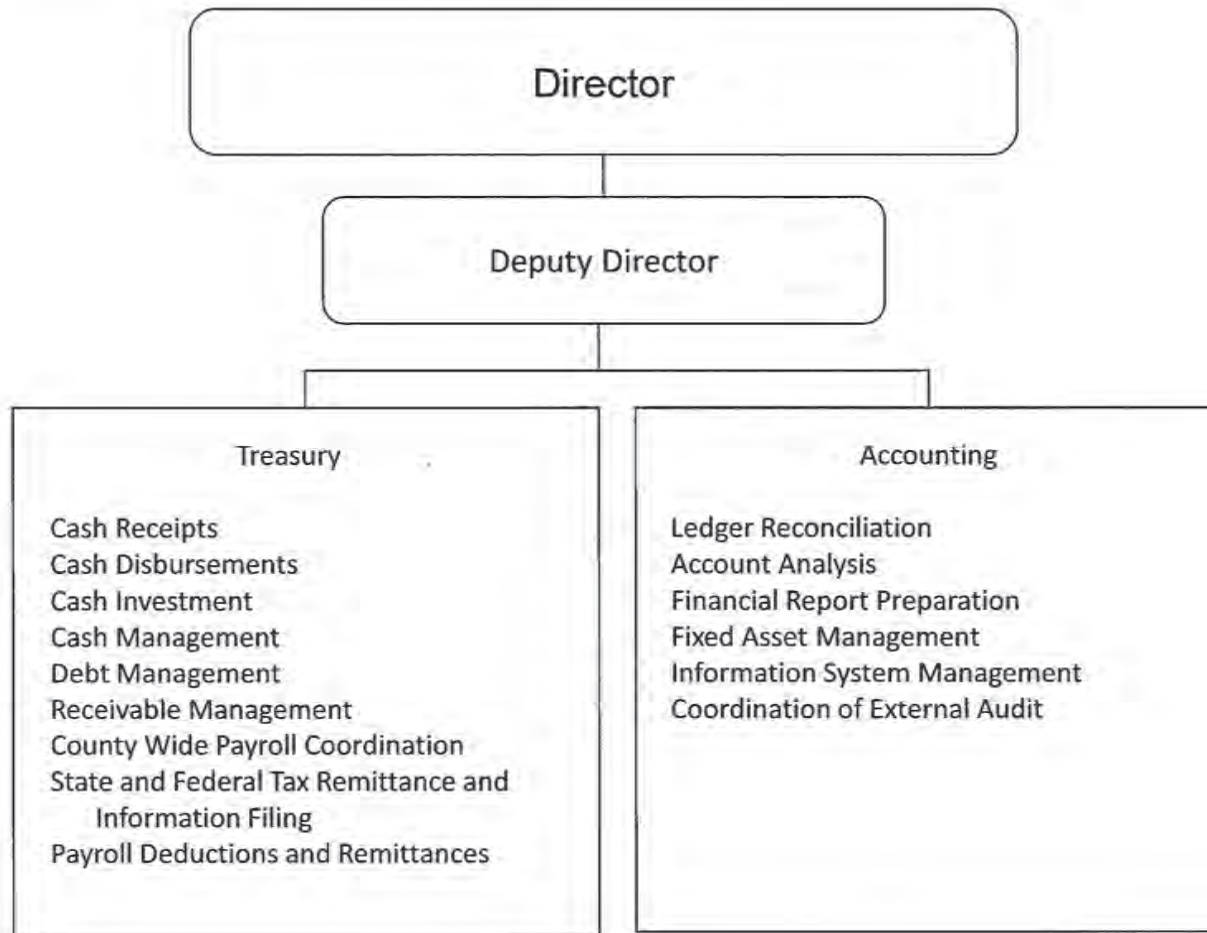 Director
Deputy Director
Treasury
Cash Receipts
Cash Disbursements
Cash Investment
Cash Management
Debt Management
Receivable Management
County Wide Payroll Coordination
State and Federal Tax Remittance and
Information Filing
Payroll Deductions and Remittances
Accounting
Ledger Reconciliation
Account Analysis
Financial Report Preparation
Fixed Asset Management
Information System Management
Coordination of External Audit